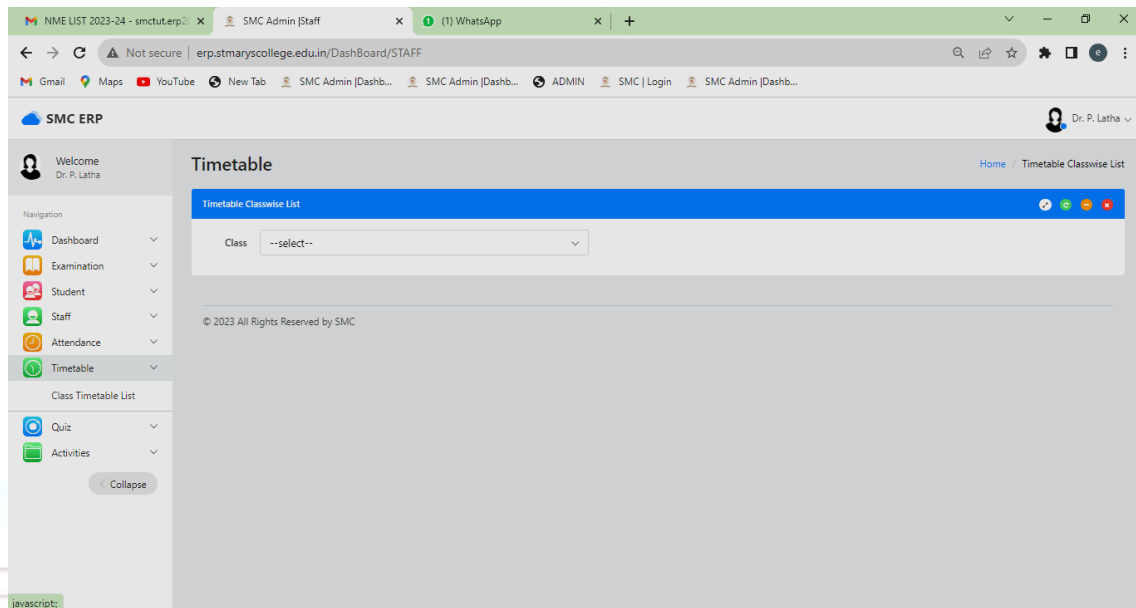 NME LIST 2023-24 - smctut.erp2
SMC Admin |Staff
(1) WhatsApp
Not secure
erp.stmaryscollege.edu.in/DashBoard/STAFF
e
Gmail
Maps
YouTube
New Tab
SMC Admin |Dashb...
SMC Admin |Dashb...
ADMIN
SMC | Login
SMC Admin |Dashb...
SMC ERP
Dr. P. Latha
Welcome
Dr. P. Latha
Timetable
Home / Timetable Classwise List
Navigation
Timetable Classwise List
Dashboard
Class
--select--
Examination
Student
Staff
© 2023 All Rights Reserved by SMC
Attendance
Timetable
Class Timetable List
Quiz
Activities
< Collapse
javascript:;